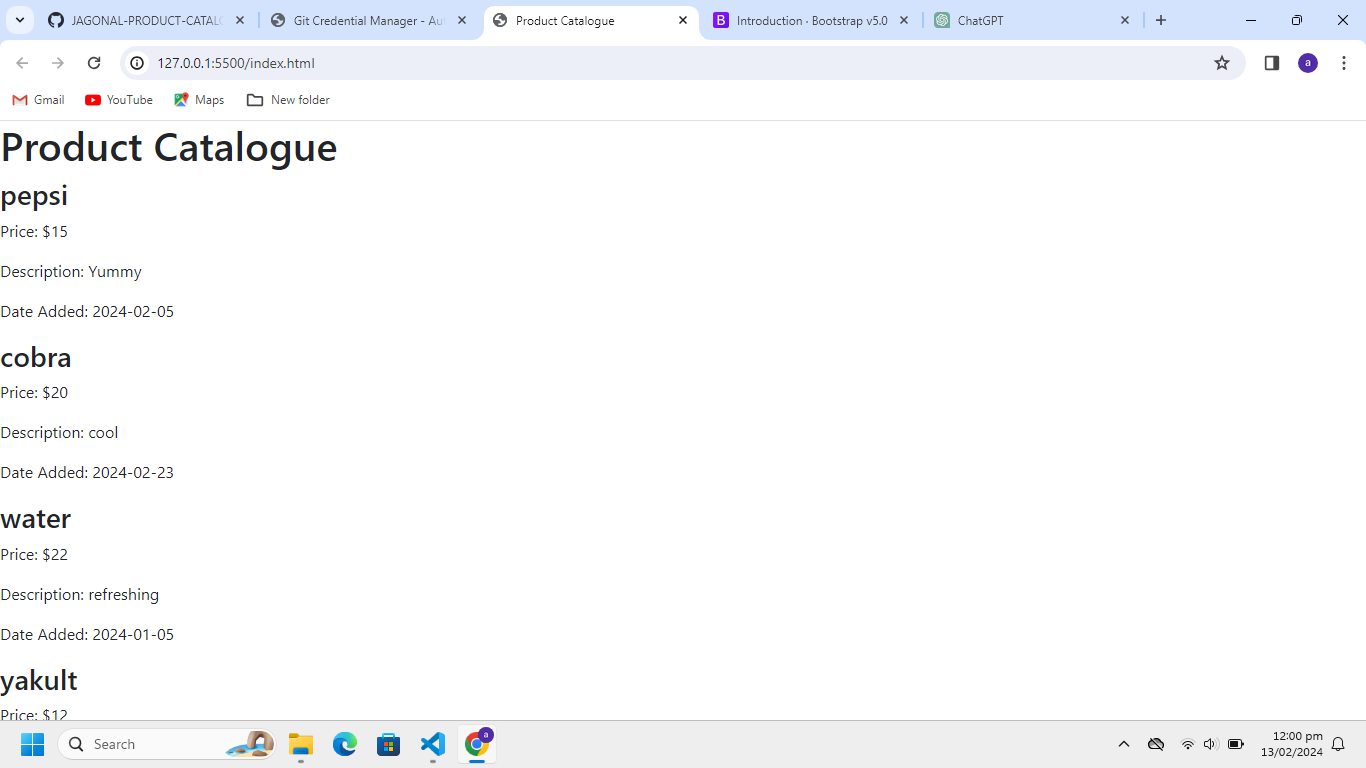 JAGONAL-PRODUCT-CATALO
Git Credential Manager - Aut
Product Catalogue
B Introduction · Bootstrap v5.0
ChatGPT
127.0.0.1:5500/index.html
a
Gmail
YouTube
Maps
New folder
Product Catalogue
pepsi
Price: $15
Description: Yummy
Date Added: 2024-02-05
cobra
Price: $20
Description: cool
Date Added: 2024-02-23
water
Price: $22
Description: refreshing
Date Added: 2024-01-05
yakult
Price: $12
Search
a
12:00 pm
13/02/2024